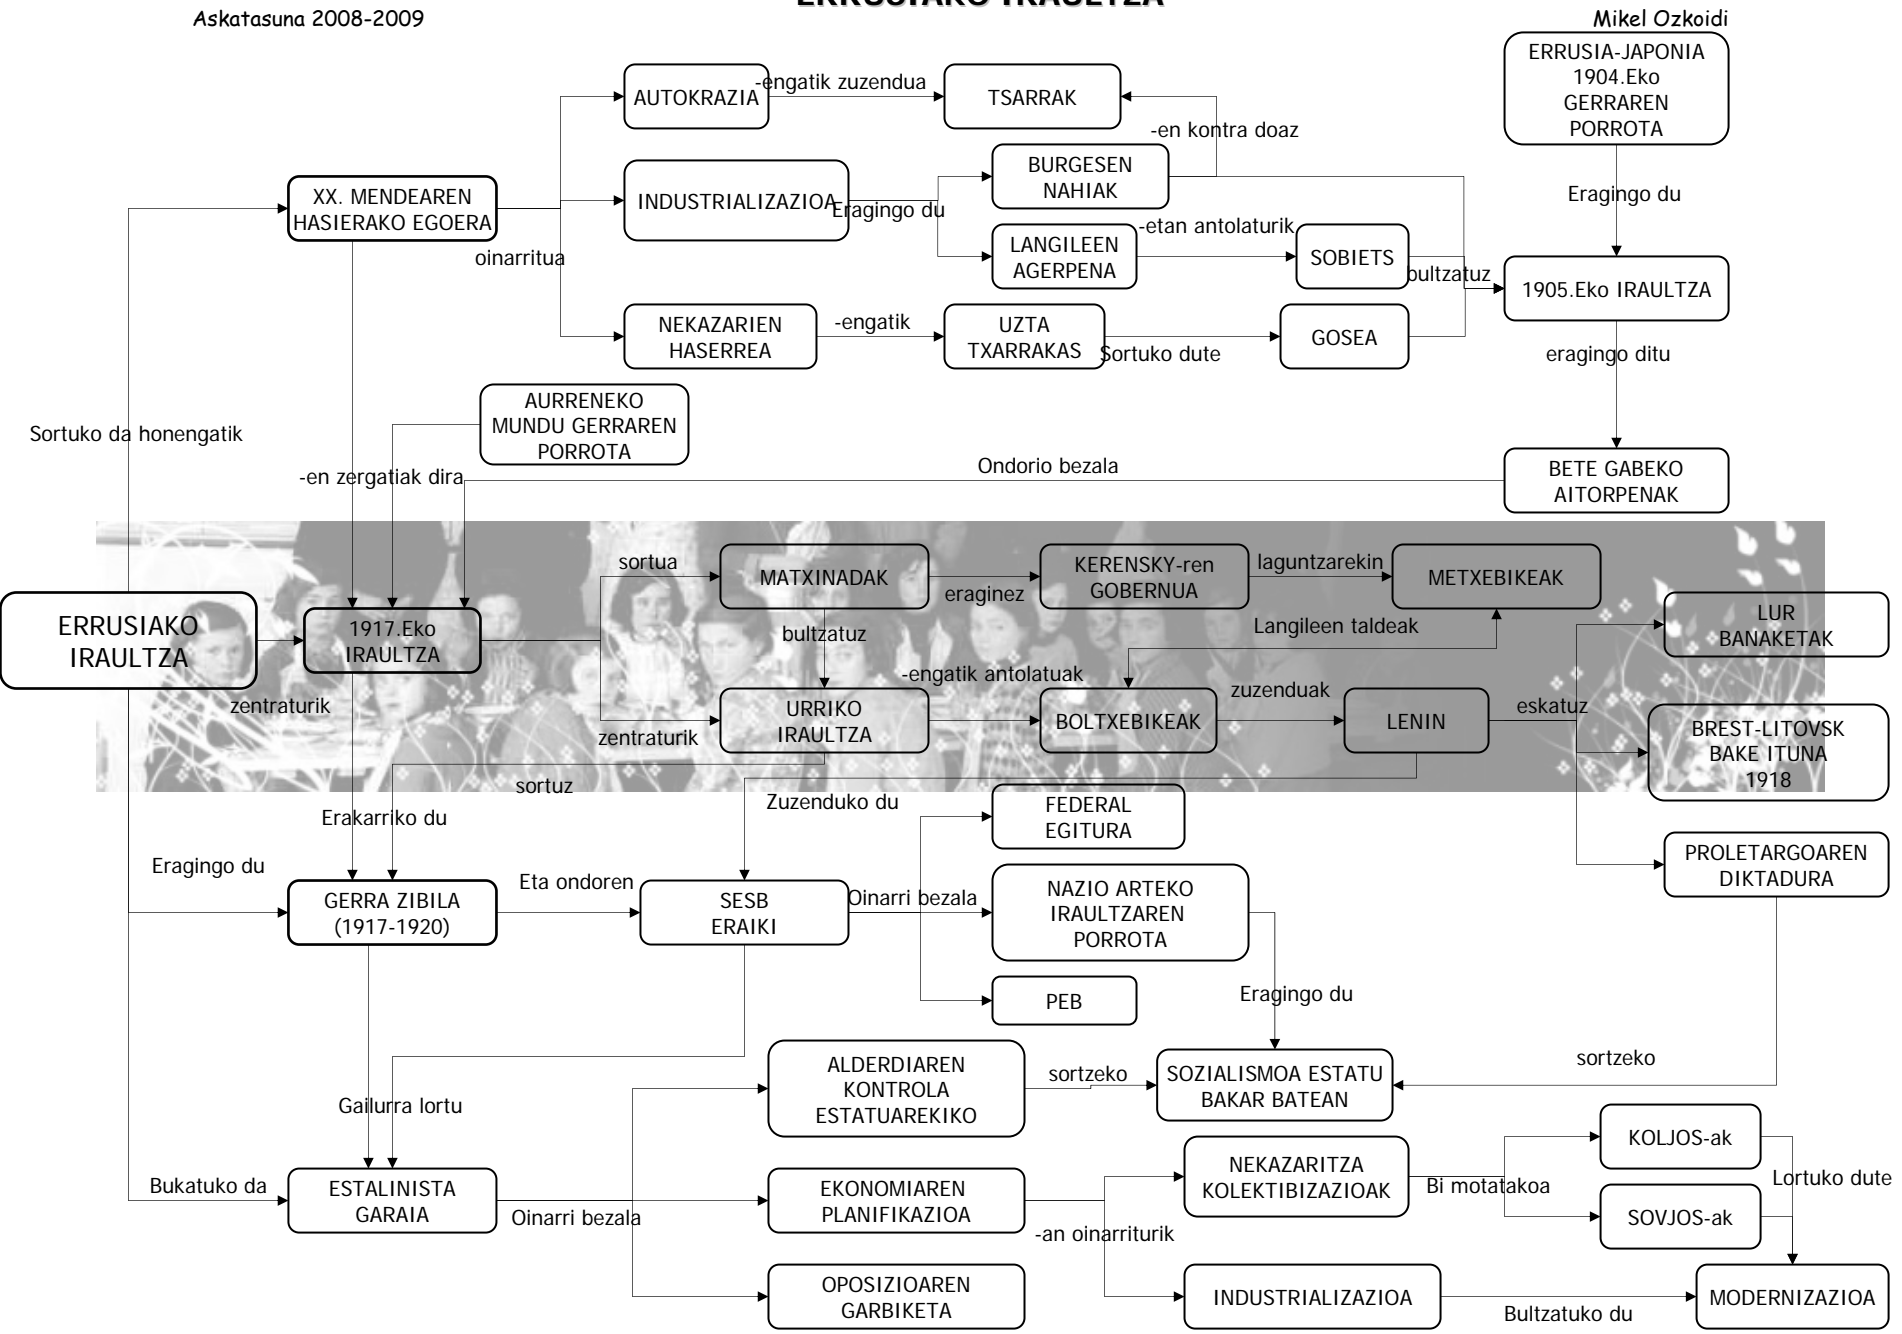 ERRUSIAKO IRAULTZA
Askatasuna 2008-2009
Mikel Ozkoidi
ERRUSIA-JAPONIA
1904.Eko
GERRAREN
PORROTA
AUTOKRAZIA
-engatik zuzendua
TSARRAK
-en kontra doaz
BURGESEN
NAHIAK
XX. MENDEAREN
HASIERAKO EGOERA
INDUSTRIALIZAZIOA
Eragingo du
Eragingo du
oinarritua
LANGILEEN
AGERPENA
-etan antolaturik
SOBIETS
bultzatuz
1905.Eko IRAULTZA
NEKAZARIEN
HASERREA
-engatik
UZTA
TXARRAKAS
Sortuko dute
GOSEA
eragingo ditu
AURRENEKO
MUNDU GERRAREN
PORROTA
Sortuko da honengatik
-en zergatiak dira
Ondorio bezala
BETE GABEKO
AITORPENAK
sortua
MATXINADAK
eraginez
KERENSKY-ren
GOBERNUA
laguntzarekin
METXEBIKEAK
ERRUSIAKO
IRAULTZA
1917.Eko
IRAULTZA
bultzatuz
Langileen taldeak
LUR
BANAKETAK
zentraturik
zentraturik
URRIKO
IRAULTZA
-engatik antolatuak
BOLTXEBIKEAK
zuzenduak
LENIN
eskatuz
BREST-LITOVSK
BAKE ITUNA
1918
sortuz
Erakarriko du
Zuzenduko du
FEDERAL
EGITURA
PROLETARGOAREN
DIKTADURA
Eragingo du
GERRA ZIBILA
(1917-1920)
Eta ondoren
SESB
ERAIKI
Oinarri bezala
NAZIO ARTEKO
IRAULTZAREN
PORROTA
PEB
Eragingo du
ALDERDIAREN
KONTROLA
ESTATUAREKIKO
sortzeko
SOZIALISMOA ESTATU
BAKAR BATEAN
sortzeko
Gailurra lortu
Bukatuko da
ESTALINISTA
GARAIA
Oinarri bezala
EKONOMIAREN
PLANIFIKAZIOA
-an oinarriturik
NEKAZARITZA
KOLEKTIBIZAZIOAK
Bi motatakoa
KOLJOS-ak
SOVJOS-ak
Lortuko dute
OPOSIZIOAREN
GARBIKETA
INDUSTRIALIZAZIOA
Bultzatuko du
MODERNIZAZIOA